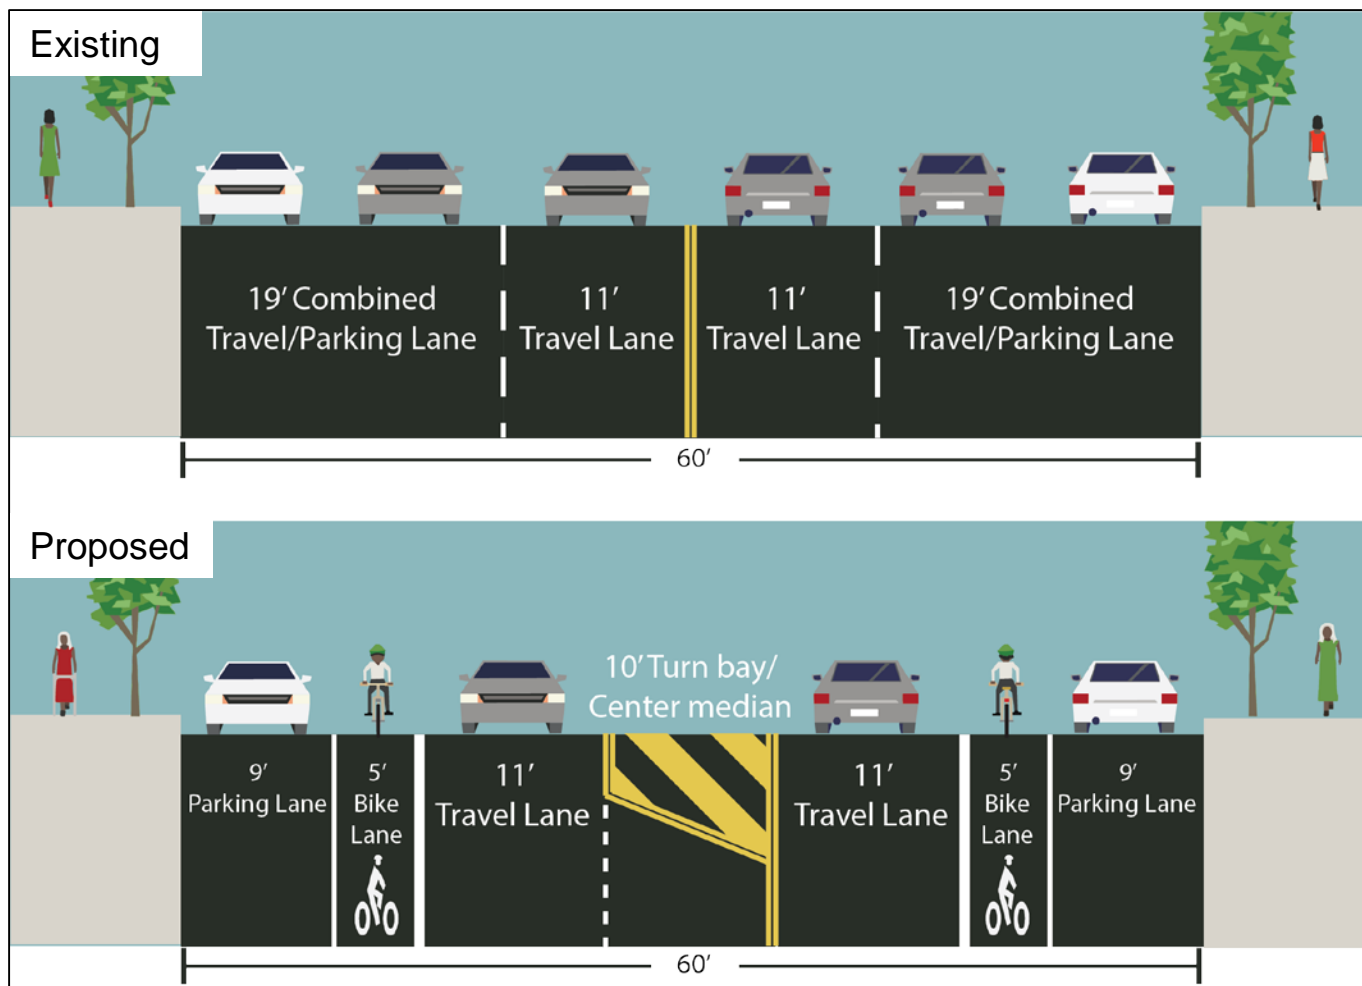 Existing
19’ Combined
Travel/Parking Lane
11’
Travel Lane
11’
Travel Lane
19’ Combined
Travel/Parking Lane
60’
Proposed
10’ Turn bay/
Center median
9’
Parking Lane
5’
Bike
Lane
11’
Travel Lane
11’
Travel Lane
5’
Bike
Lane
9’
Parking Lane
60’